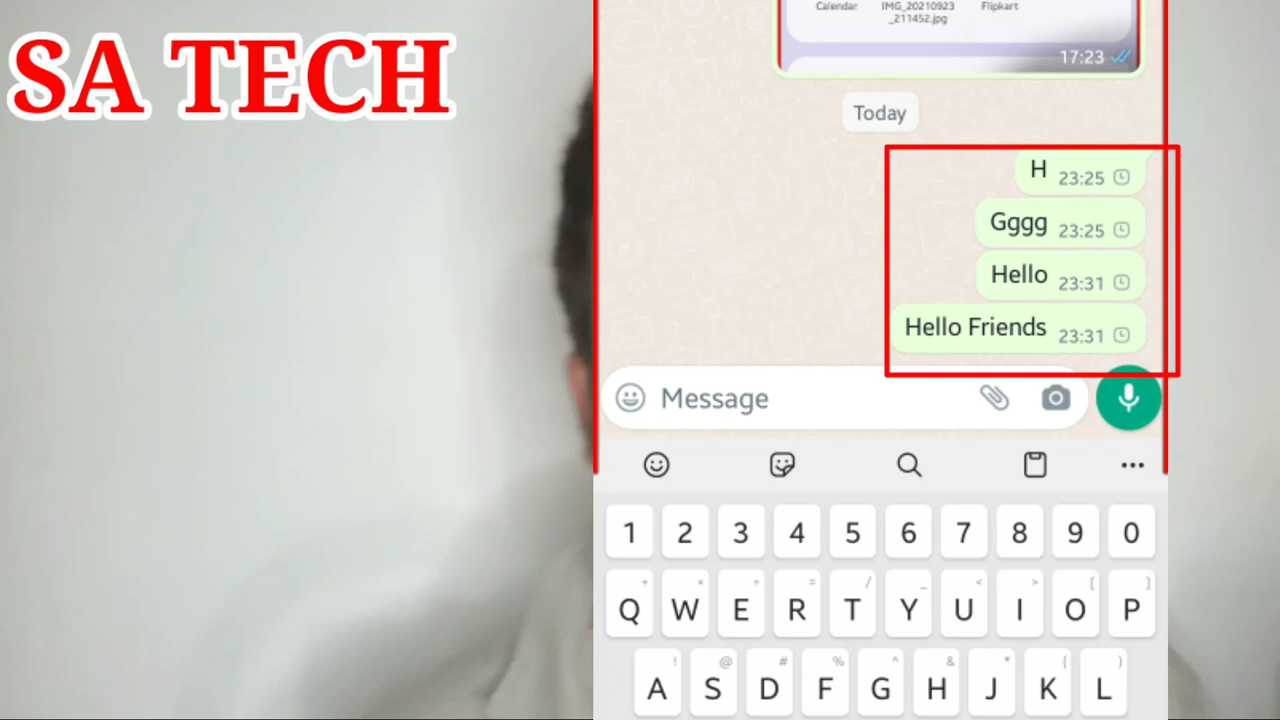 SA TECH
Calendar IMG_20210923 Flipkart
_211452.jpg
17:23
Today
H 23:25
Gggg 23:25
Hello 23:31
Hello Friends 23:31
Message
1 2 3 4 5 6 7 8 9 0
+ × ÷ = / _ < > [ ]
Q W E R T Y U I O P
! @ # % ^ & * ( )
A S D F G H J K L